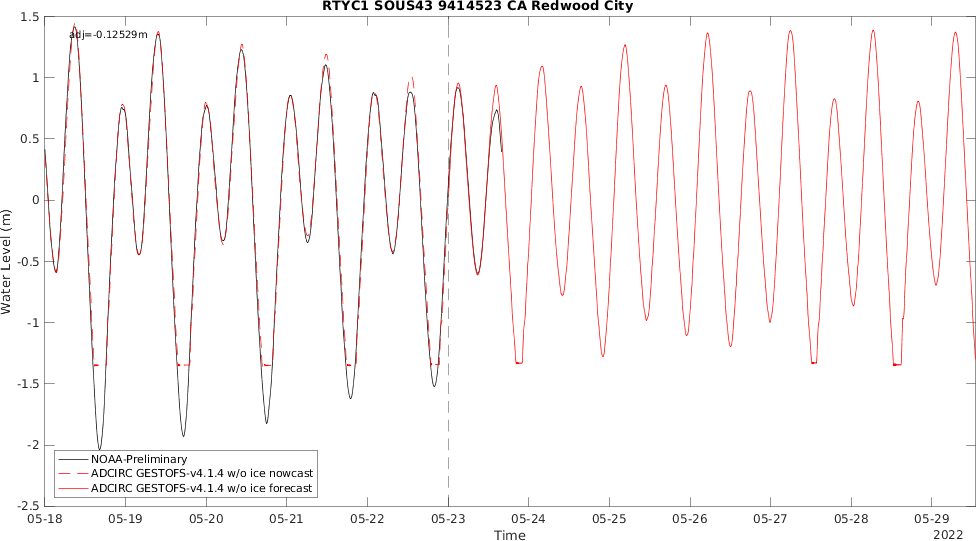 RTYC1 SOUS43 9414523 CA Redwood City
adj=-0.12529m
1.5
1
0.5
0
-0.5
-1
-1.5
-2
-2.5
Water Level (m)
NOAA-Preliminary
ADCIRC GESTOFS-v4.1.4 w/o ice nowcast
ADCIRC GESTOFS-v4.1.4 w/o ice forecast
05-18 05-19 05-20 05-21 05-22 05-23 05-24 05-25 05-26 05-27 05-28 05-29
Time
2022